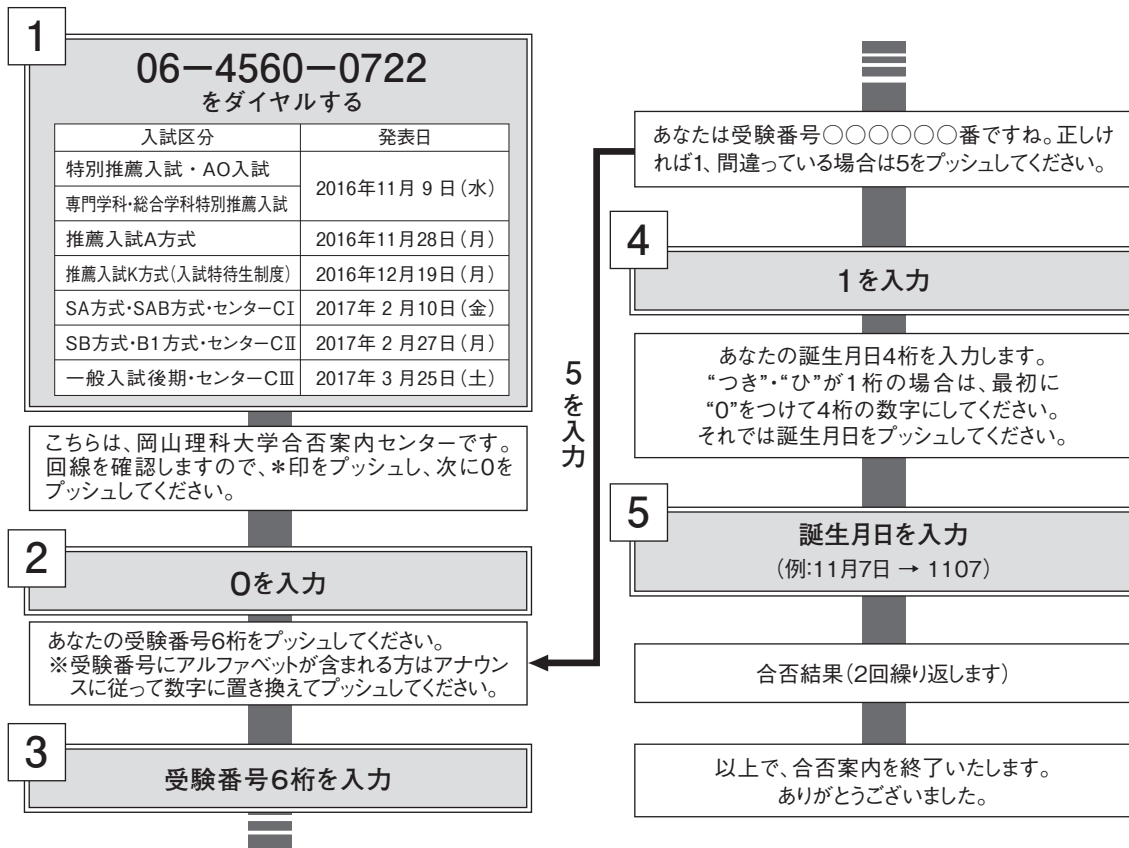 1
06－4560－0722
をダイヤルする
入試区分 発表日
特別推薦入試・AO入試
専門学科・総合学科特別推薦入試
2016年11月 9 日（水）
推薦入試A方式 2016年11月28日（月）
推薦入試K方式（入試特待生制度） 2016年12月19日（月）
SA方式・SAB方式・センターCⅠ 2017年 2 月10日（金）
SB方式・B1方式・センターCⅡ 2017年 2 月27日（月）
一般入試後期・センターCⅢ 2017年 3 月25日（土）
こちらは、岡山理科大学合否案内センターです。
回線を確認しますので、＊印をプッシュし、次に0を
プッシュしてください。
2
0を入力
あなたの受験番号6桁をプッシュしてください。
※受験番号にアルファベットが含まれる方はアナウン
スに従って数字に置き換えてプッシュしてください。
3
受験番号6桁を入力
あなたは受験番号○○○○○○番ですね。正しけ
れば1、間違っている場合は5をプッシュしてください。
5を入力
4
1を入力
あなたの誕生月日4桁を入力します。
“つき”・“ひ”が1桁の場合は、最初に
“0”をつけて4桁の数字にしてください。
それでは誕生月日をプッシュしてください。
5
誕生月日を入力
（例:11月7日 → 1107）
合否結果（2回繰り返します）
以上で、合否案内を終了いたします。
ありがとうございました。